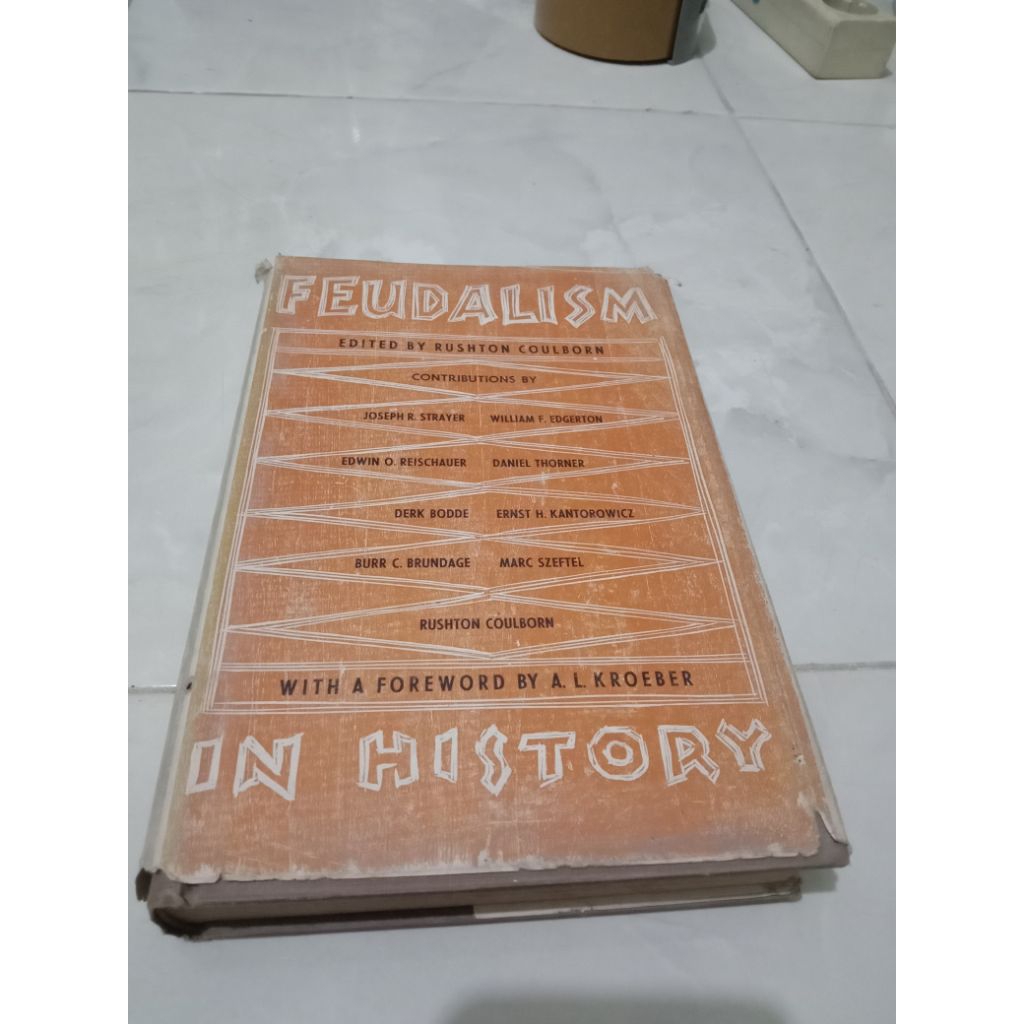 FEUDALISM
EDITED BY RUSHTON COULBORN
CONTRIBUTIONS BY
JOSEPH R. STRAYER WILLIAM F. EDGERTON
EDWIN O. REISCHAUER DANIEL THORNER
DERK BODDE ERNST H. KANTOROWICZ
BURR C. BRUNDAGE MARC SZEFTEL
RUSHTON COULBORN
WITH A FOREWORD BY A. L. KROEBER
IN HISTORY